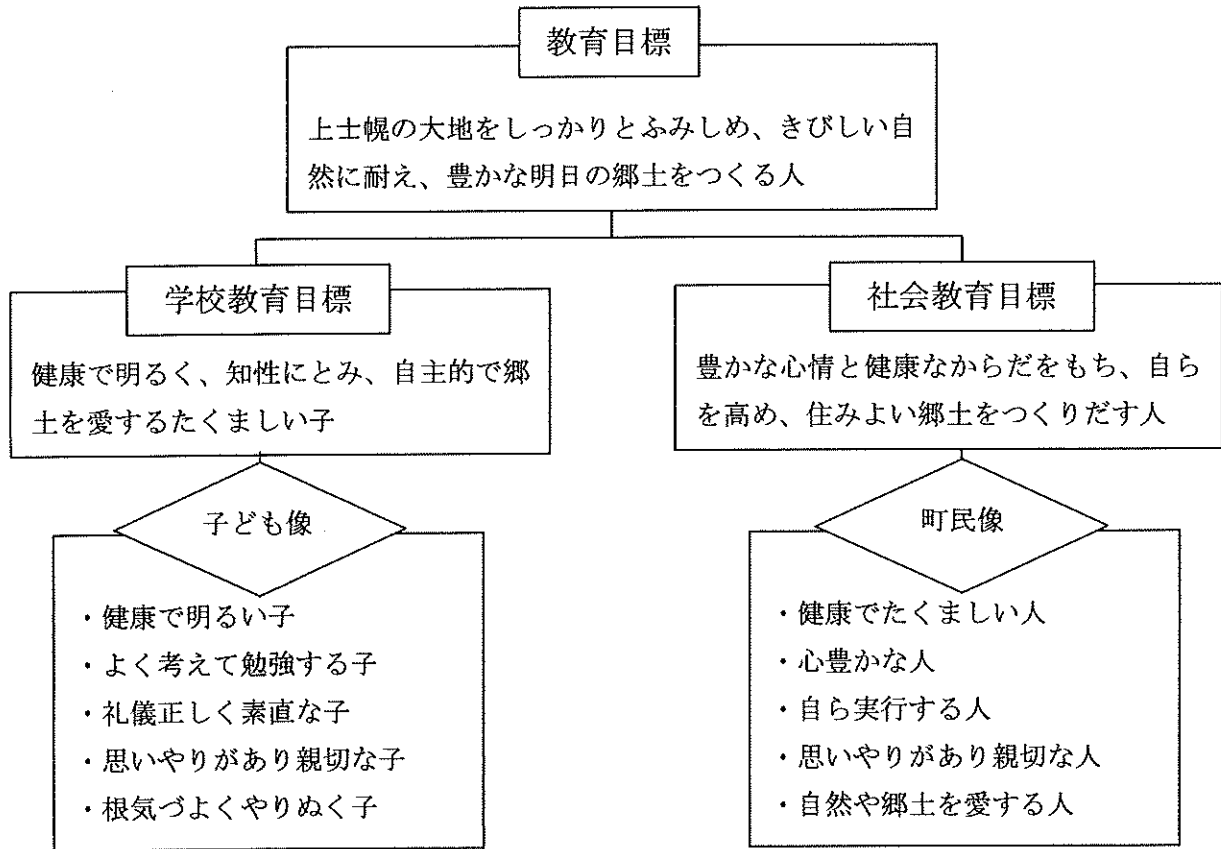 教育目標
上士幌の大地をしっかりとふみしめ、きびしい自
然に耐え、豊かな明日の郷土をつくる人
学校教育目標
健康で明るく、知性にとみ、自主的で郷
土を愛するたくましい子
子ども像
・健康で明るい子
・よく考えて勉強する子
・礼儀正しく素直な子
・思いやりがあり親切な子
・根気づよくやりぬく子
社会教育目標
豊かな心情と健康なからだをもち、自ら
を高め、住みよい郷土をつくりだす人
町民像
・健康でたくましい人
・心豊かな人
・自ら実行する人
・思いやりがあり親切な人
・自然や郷土を愛する人